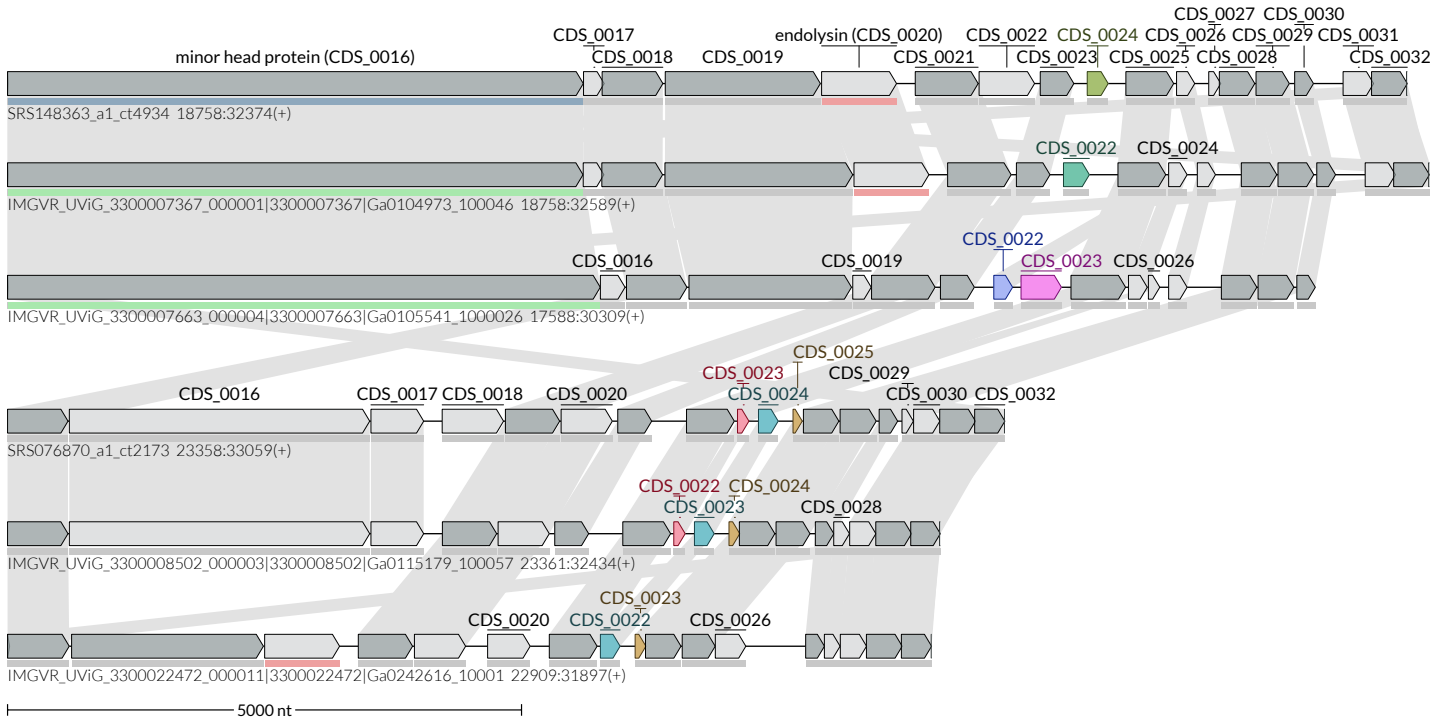 CDS_0027 CDS_0030
CDS_0017 endolysin (CDS_0020) CDS_0022 CDS_0024 CDS_0026 CDS_0029 CDS_0031
minor head protein (CDS_0016) CDS_0018 CDS_0019 CDS_0021 CDS_0023 CDS_0025 CDS_0028 CDS_0032
SRS148363_a1_ct4934 18758:32374(+)
CDS_0022 CDS_0024
IMGVR_UViG_3300007367_000001|3300007367|Ga0104973_100046 18758:32589(+)
CDS_0022
CDS_0016 CDS_0019 CDS_0023 CDS_0026
IMGVR_UViG_3300007663_000004|3300007663|Ga0105541_1000026 17588:30309(+)
CDS_0025
CDS_0023 CDS_0029
CDS_0016 CDS_0017 CDS_0018 CDS_0020 CDS_0024 CDS_0030 CDS_0032
SRS076870_a1_ct2173 23358:33059(+)
CDS_0022 CDS_0024
CDS_0023 CDS_0028
IMGVR_UViG_3300008502_000003|3300008502|Ga0115179_100057 23361:32434(+)
CDS_0023
CDS_0020 CDS_0022 CDS_0026
IMGVR_UViG_3300022472_000011|3300022472|Ga0242616_10001 22909:31897(+)
5000 nt